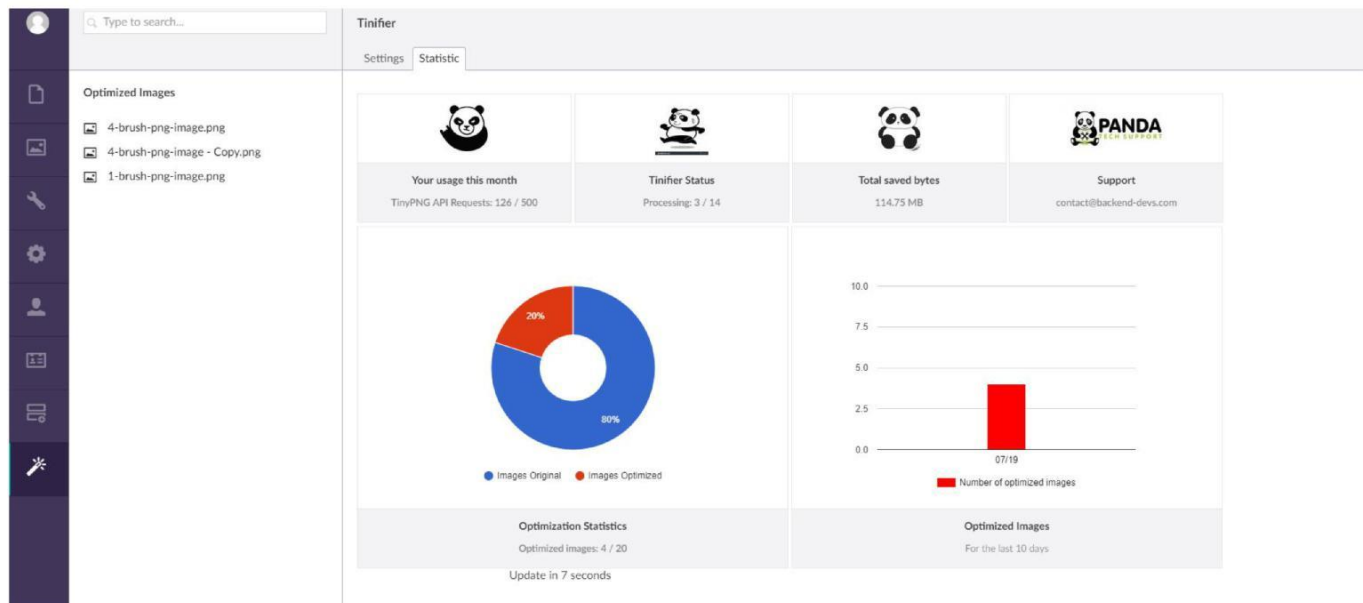 Type to search...
Tinifier
Settings
Statistic
Optimized Images
4-brush-png-image.png
4-brush-png-image - Copy.png
1-brush-png-image.png
PANDA
TECH SUPPORT
Your usage this month
TinyPNG API Requests: 126 / 500
Tinifier Status
Processing: 3 / 14
Total saved bytes
114.75 MB
Support
contact@backend-devs.com
20%
80%
Images Original
Images Optimized
10.0
7.5
5.0
2.5
0.0
07/19
Number of optimized images
Optimization Statistics
Optimized images: 4 / 20
Optimized Images
For the last 10 days
Update in 7 seconds